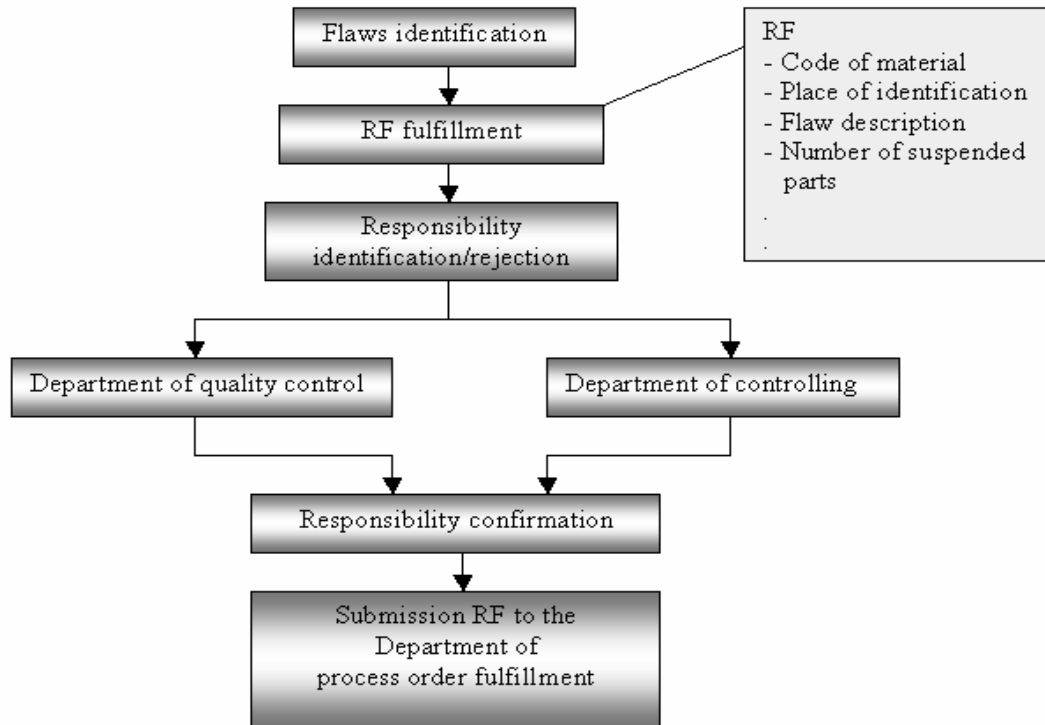 Flaws identification
RF fulfillment
RF
- Code of material
- Place of identification
- Flaw description
- Number of suspended
parts
.
.
Responsibility
identification/rejection
Department of quality control
Department of controlling
Responsibility confirmation
Submission RF to the
Department of
process order fulfillment